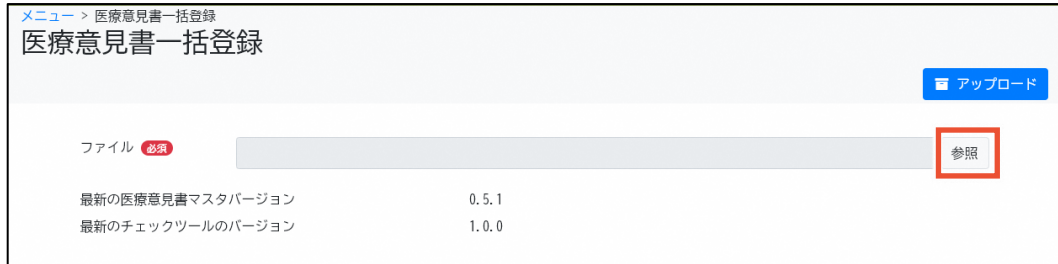 メニュー > 医療意見書一括登録
医療意見書一括登録
アップロード
ファイル 必須
参照
最新の医療意見書マスタバージョン 0.5.1
最新のチェックツールのバージョン 1.0.0